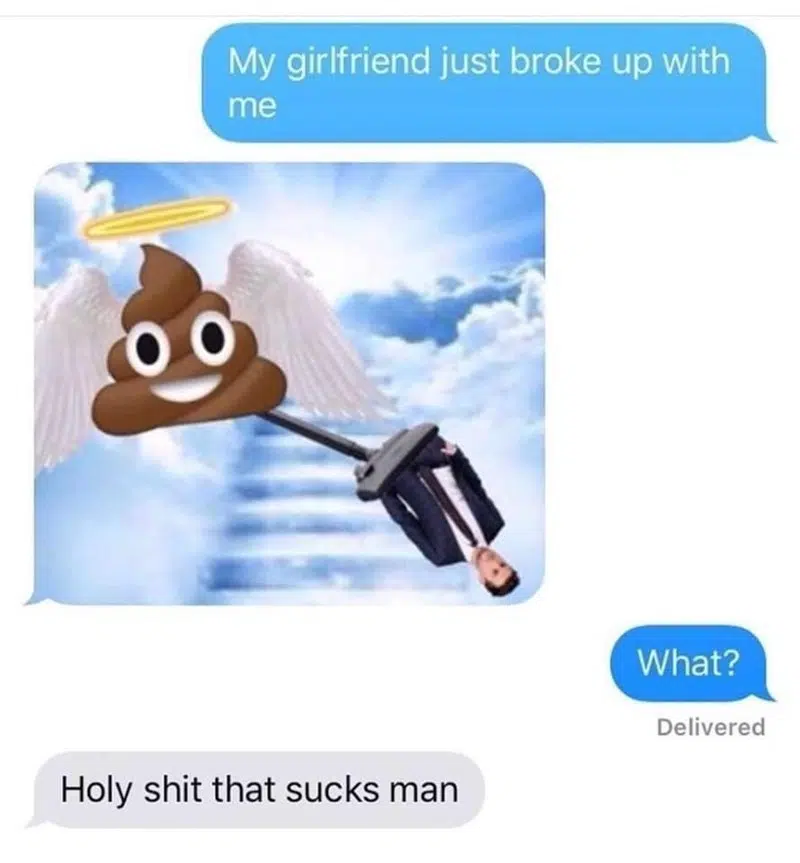 My girlfriend just broke up with
me
What?
Delivered
Holy shit that sucks man